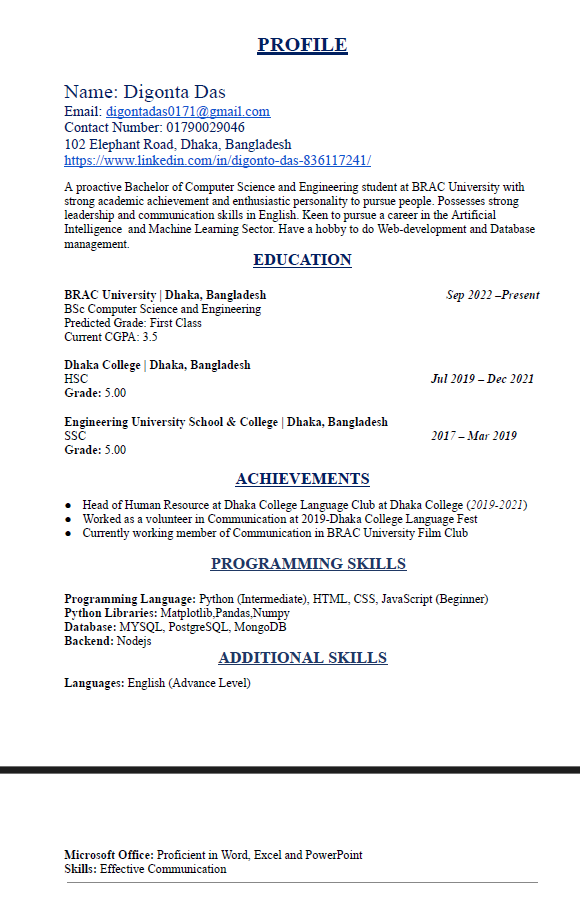 PROFILE
Name: Digonta Das
Email: digontadas0171@gmail.com
Contact Number: 01790029046
102 Elephant Road, Dhaka, Bangladesh
https://www.linkedin.com/in/digonto-das-836117241/
A proactive Bachelor of Computer Science and Engineering student at BRAC University with
strong academic achievement and enthusiastic personality to pursue people. Possesses strong
leadership and communication skills in English. Keen to pursue a career in the Artificial
Intelligence and Machine Learning Sector. Have a hobby to do Web-development and Database
management.
EDUCATION
BRAC University | Dhaka, Bangladesh Sep 2022 –Present
BSc Computer Science and Engineering
Predicted Grade: First Class
Current CGPA: 3.5
Dhaka College | Dhaka, Bangladesh
HSC Jul 2019 – Dec 2021
Grade: 5.00
Engineering University School & College | Dhaka, Bangladesh
SSC 2017 – Mar 2019
Grade: 5.00
ACHIEVEMENTS
● Head of Human Resource at Dhaka College Language Club at Dhaka College (2019-2021)
● Worked as a volunteer in Communication at 2019-Dhaka College Language Fest
● Currently working member of Communication in BRAC University Film Club
PROGRAMMING SKILLS
Programming Language: Python (Intermediate), HTML, CSS, JavaScript (Beginner)
Python Libraries: Matplotlib,Pandas,Numpy
Database: MYSQL, PostgreSQL, MongoDB
Backend: Nodejs
ADDITIONAL SKILLS
Languages: English (Advance Level)
Microsoft Office: Proficient in Word, Excel and PowerPoint
Skills: Effective Communication